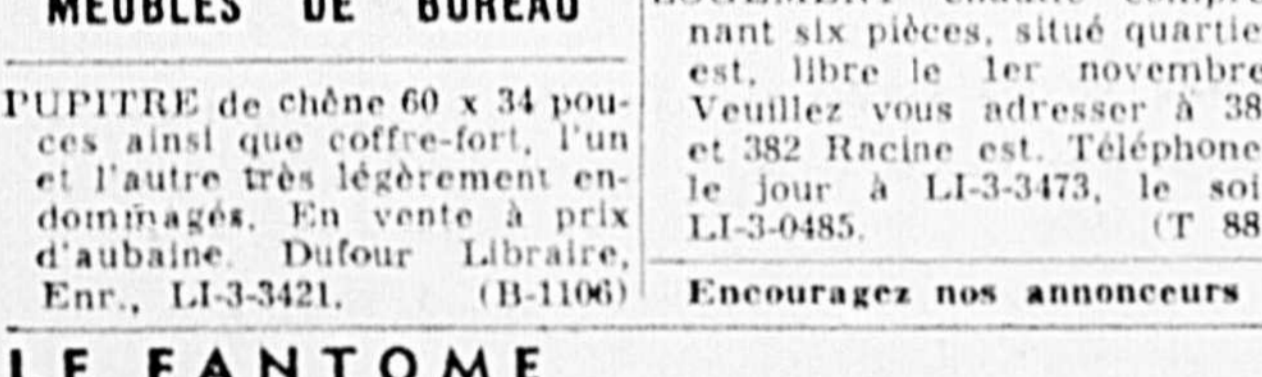 MEUBLES DE BUREAU
PUPITRE de chêne 60 x 34 pou-
ces ainsi que coffre-fort, l'un
et l'autre très légèrement en-
dommagés. En vente à prix
d'aubaine. Dufour Libraire,
Enr., LI-3-3421. (B-1106)
nant six pièces, situé quartie
est, libre le 1er novembre
Veuillez vous adresser à 38
et 382 Racine est. Téléphone
le jour à LI-3-3473, le soi
LI-3-0485. (T 88
Encouragez nos annonceurs
LE FANTOME